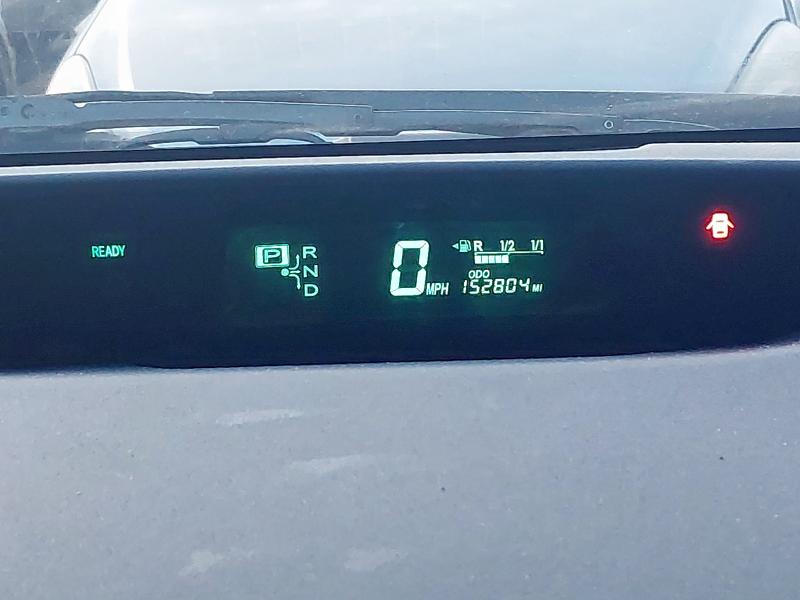 READY
P R
N
D
0 MPH
R 1/2 1/1
ODO
152804 MI